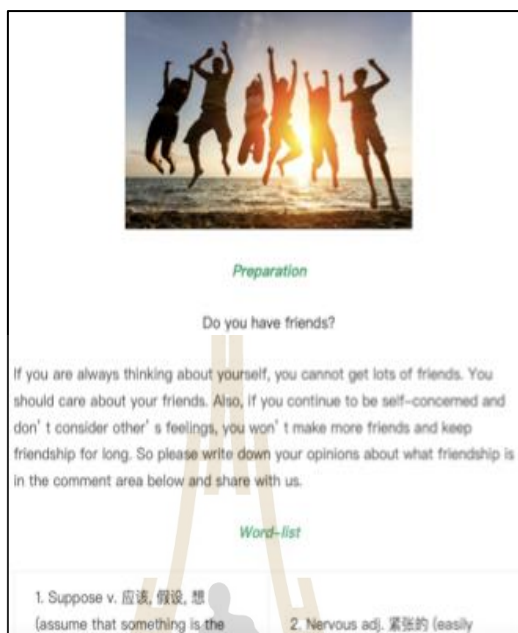 Preparation
Do you have friends?
If you are always thinking about yourself, you cannot get lots of friends. You
should care about your friends. Also, if you continue to be self-concerned and
don' t consider other' s feelings, you won' t make more friends and keep
friendship for long. So please write down your opinions about what friendship is
in the comment area below and share with us.
Word-list
1. Suppose v. 应该, 假设, 想
(assume that something is the
2. Nervous adj. 紧张的 (easily